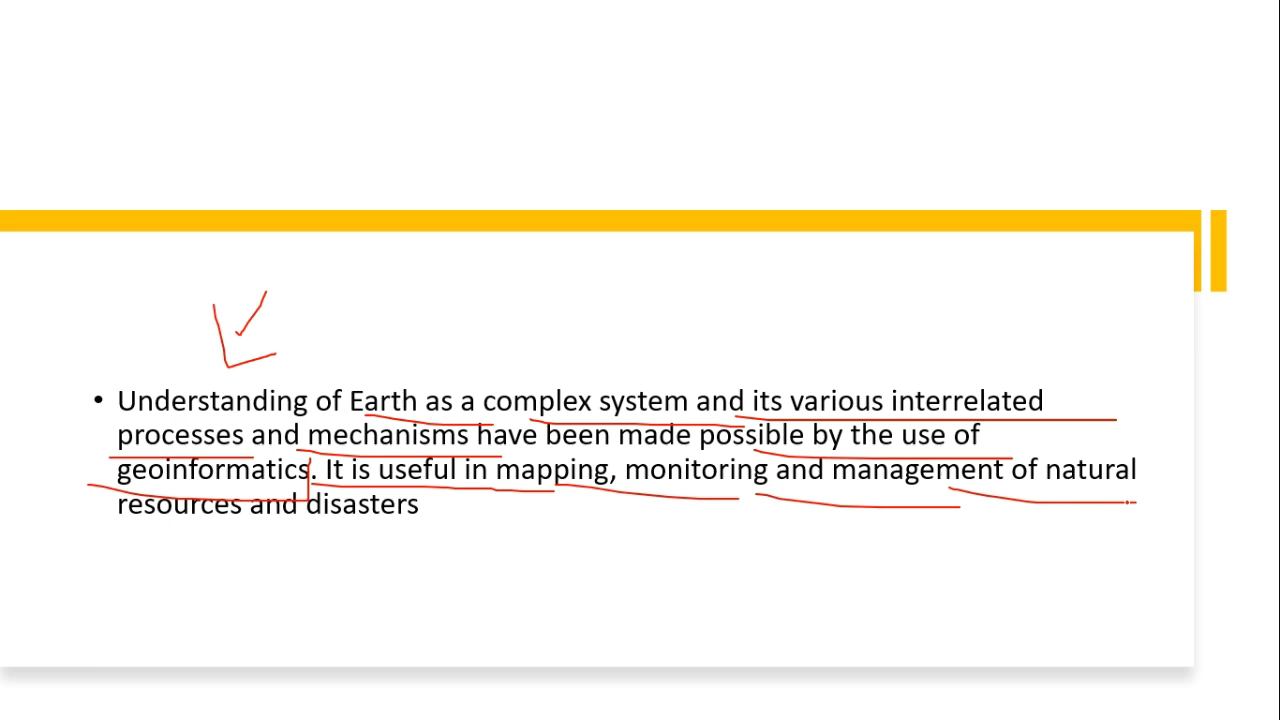 • Understanding of Earth as a complex system and its various interrelated
processes and mechanisms have been made possible by the use of
geoinformatics. It is useful in mapping, monitoring and management of natural
resources and disasters